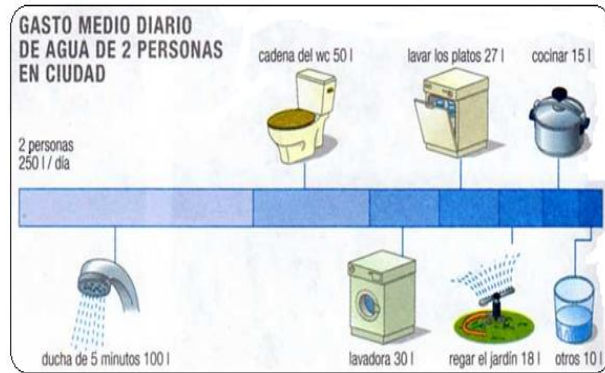 GASTO MEDIO DIARIO
DE AGUA DE 2 PERSONAS
EN CIUDAD
cadena del wc 50 l
lavar los platos 27 l
cocinar 15 l
2 personas
250 l / día
ducha de 5 minutos 100 l
lavadora 30 l
regar el jardín 18 l
otros 10 l